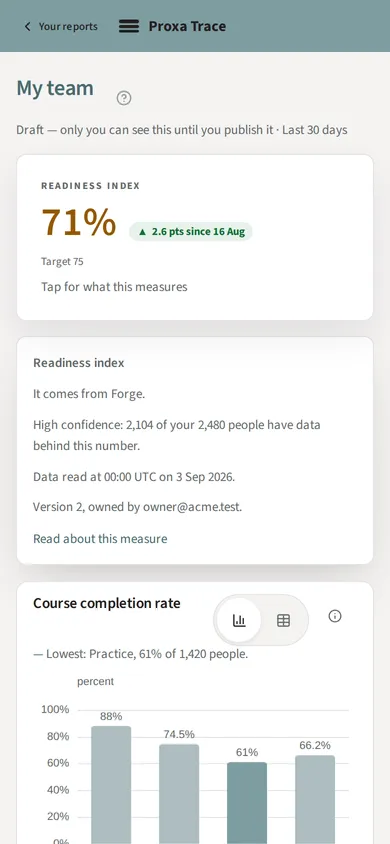 Your reports
Proxa Trace
My team
Draft — only you can see this until you publish it · Last 30 days
READINESS INDEX
71%
▲ 2.6 pts since 16 Aug
Target 75
Tap for what this measures
Readiness index
It comes from Forge.
High confidence: 2,104 of your 2,480 people have data
behind this number.
Data read at 00:00 UTC on 3 Sep 2026.
Version 2, owned by owner@acme.test.
Read about this measure
Course completion rate
— Lowest: Practice, 61% of 1,420 people.
percent
100%
88%
80%
74.5%
61%
66.2%
60%
40%
20%
0%